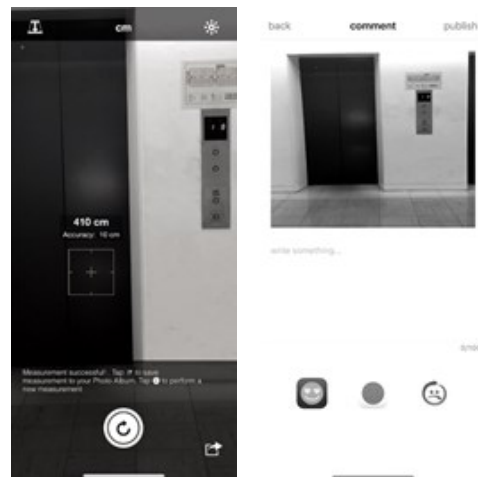 cm
410 cm
Accuracy: 10 cm
Measurement successful! Tap to save
measurement to your Photo Album. Tap to perform a
new measurement
back comment publish
write something...